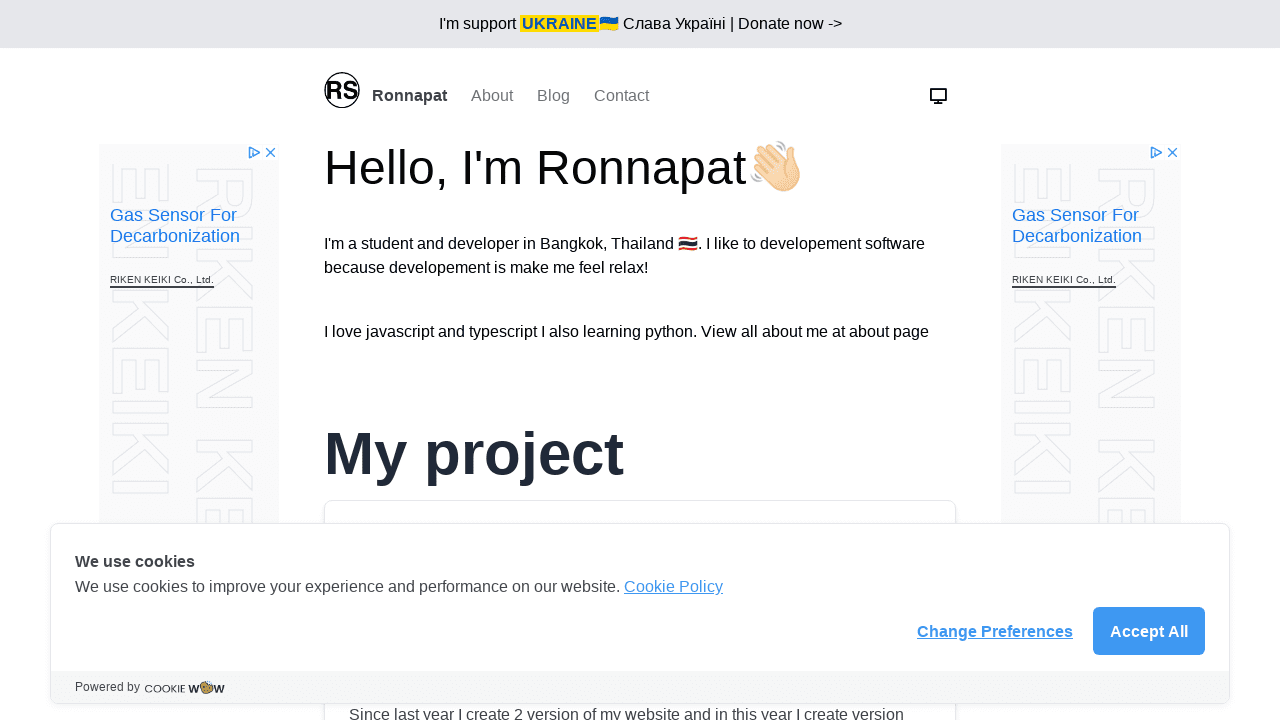 I'm support UKRAINE🇺🇦 Слава Україні | Donate now ->
RS Ronnapat About Blog Contact
Hello, I'm Ronnapat👋🏻
Gas Sensor For
Decarbonization
RIKEN KEIKI Co., Ltd.
RIKEN KEIKI
RIKEN KEIKI
I'm a student and developer in Bangkok, Thailand 🇹🇭. I like to developement software
because developement is make me feel relax!
I love javascript and typescript I also learning python. View all about me at about page
Gas Sensor For
Decarbonization
RIKEN KEIKI Co., Ltd.
RIKEN KEIKI
RIKEN KEIKI
My project
We use cookies
We use cookies to improve your experience and performance on our website. Cookie Policy
Change Preferences Accept All
Powered by COOKIE WOW
Since last year I create 2 version of my website and in this year I create version